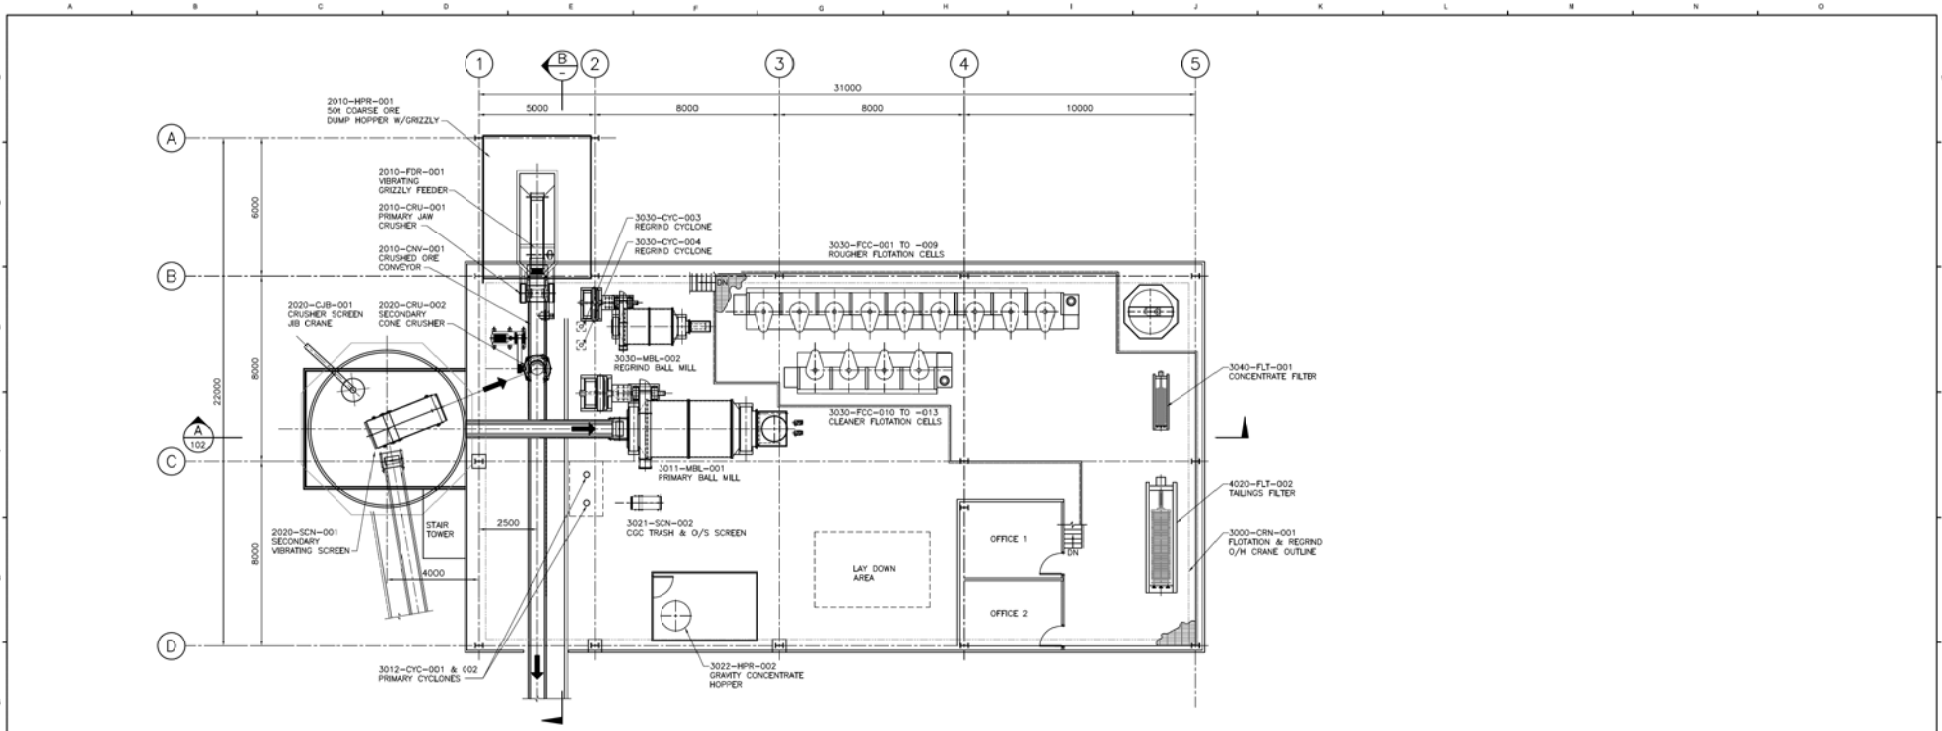 A B C D E F G H I J K L M N O
1 B 2 3 4 5
-
31000
5000 8000 8000 10000
2010-HPR-001
50t COARSE ORE
DUMP HOPPER W/GRIZZLY
A
2010-FDR-001
VIBRATING
GRIZZLY FEEDER
6000
2010-CRU-001
PRIMARY JAW
CRUSHER
3030-CYC-003
REGRIND CYCLONE
3030-CYC-004
REGRIND CYCLONE
2010-CNV-001
CRUSHED ORE
CONVEYOR
3030-FCC-001 TO -009
ROUGHER FLOTATION CELLS
B
DN
2020-CJB-001
CRUSHER SCREEN
JIB CRANE
2020-CRU-002
SECONDARY
CONE CRUSHER
3030-MBL-002
REGRIND BALL MILL
8000
22000
3040-FLT-001
CONCENTRATE FILTER
3030-FCC-010 TO -013
CLEANER FLOTATION CELLS
A
102
C
3011-MBL-001
PRIMARY BALL MILL
4020-FLT-002
TAILINGS FILTER
2500
STAIR
TOWER
3021-SCN-002
CGC TRASH & O/S SCREEN
2020-SCN-001
SECONDARY
VIBRATING SCREEN
3000-CRN-001
FLOTATION & REGRIND
O/H CRANE OUTLINE
OFFICE 1
DN
8000
4000
LAY DOWN
AREA
OFFICE 2
D
3012-CYC-001 & 002
PRIMARY CYCLONES
3022-HPR-002
GRAVITY CONCENTRATE
HOPPER